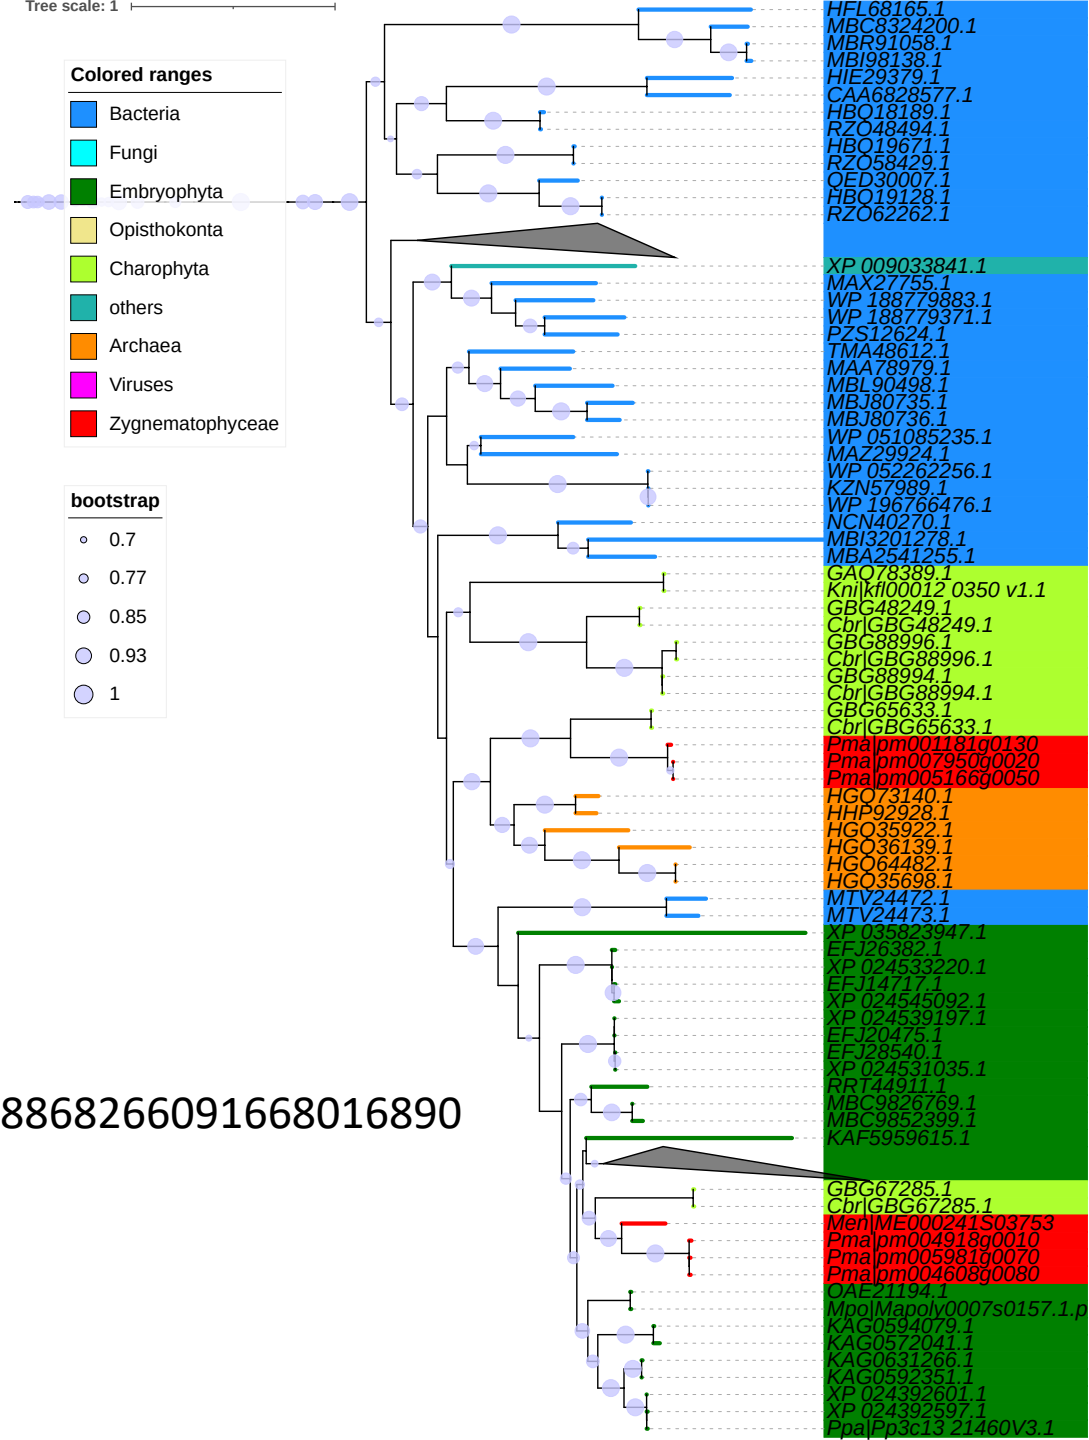 Tree scale: 1
Colored ranges
Bacteria
Fungi
Embryophyta
Opisthokonta
Charophyta
others
Archaea
Viruses
Zygnematophyceae
bootstrap
0.7
0.77
0.85
0.93
1
8868266091668016890
HFL68165.1
MBC8324200.1
MBR91058.1
MBI98138.1
HIE29379.1
CAA6828577.1
HBQ18189.1
RZO48494.1
HBQ19671.1
RZO58429.1
QED30007.1
HBQ19128.1
RZO62262.1
XP 009033841.1
MAX27755.1
WP 188779883.1
WP 188779371.1
PZS12624.1
TMA48612.1
MAA78979.1
MBL90498.1
MBJ80735.1
MBJ80736.1
WP 051085235.1
MAZ29924.1
WP 052262256.1
KZN57989.1
WP 196766476.1
NCN40270.1
MBI3201278.1
MBA2541255.1
GAQ78389.1
Kni|kfl00012 0350 v1.1
GBG48249.1
Cbr|GBG48249.1
GBG88996.1
Cbr|GBG88996.1
GBG88994.1
Cbr|GBG88994.1
GBG65633.1
Cbr|GBG65633.1
Pma|pm001181g0130
Pma|pm007950g0020
Pma|pm005166g0050
HGQ73140.1
HHP92928.1
HGQ35922.1
HGQ36139.1
HGQ64482.1
HGQ35698.1
MTV24472.1
MTV24473.1
XP 035823947.1
EFJ26382.1
XP 024533220.1
EFJ14717.1
XP 024545092.1
XP 024539197.1
EFJ20475.1
EFJ28540.1
XP 024531035.1
RRT44911.1
MBC9826769.1
MBC9852399.1
KAF5959615.1
GBG67285.1
Cbr|GBG67285.1
Men|ME000241S03753
Pma|pm004918g0010
Pma|pm005981g0070
Pma|pm004608g0080
OAE21194.1
Mpo|Mapoly0007s0157.1.p
KAG0594079.1
KAG0572041.1
KAG0631266.1
KAG0592351.1
XP 024392601.1
XP 024392597.1
Ppa|Pp3c13 21460V3.1